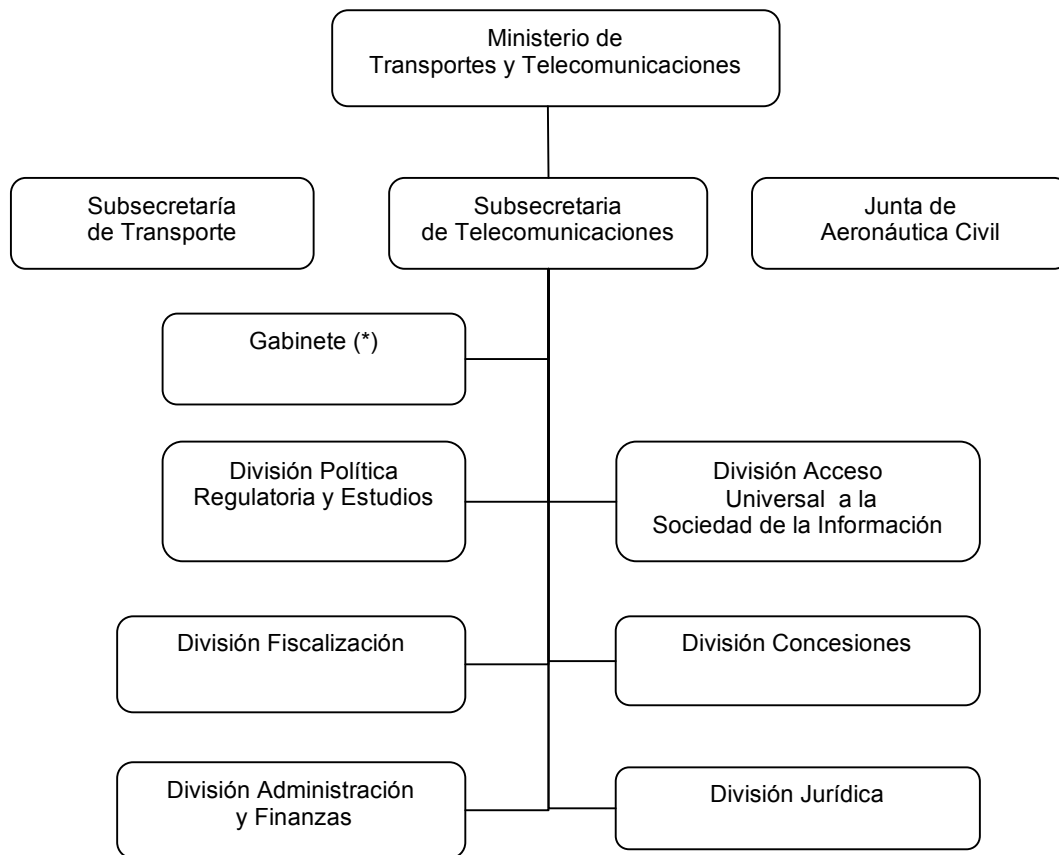 Ministerio de
Transportes y Telecomunicaciones
Subsecretaría
de Transporte
Subsecretaria
de Telecomunicaciones
Junta de
Aeronáutica Civil
Gabinete (*)
División Política
Regulatoria y Estudios
División Acceso
Universal a la
Sociedad de la Información
División Fiscalización
División Concesiones
División Administración
y Finanzas
División Jurídica